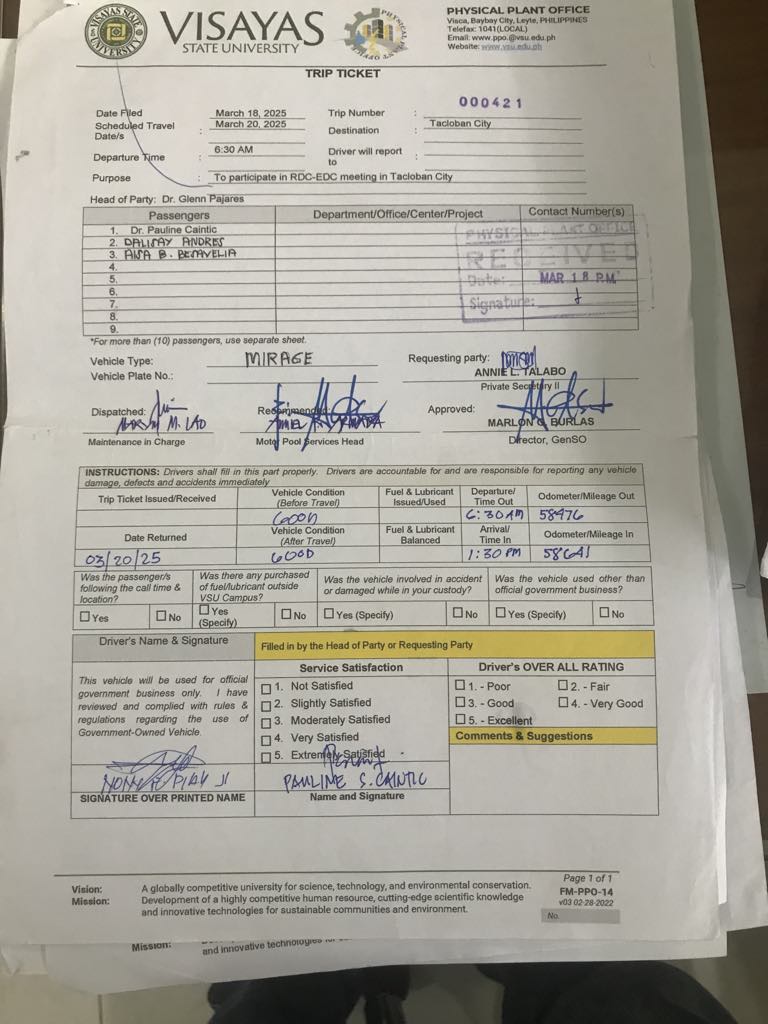 VISAYAS
STATE UNIVERSITY
PHYSICAL PLANT OFFICE
Visca, Baybay City, Leyte, PHILIPPINES
Telefax: 1041(LOCAL)
Email: www.ppo.@vsu.edu.ph
Website: www.vsu.edu.ph
TRIP TICKET
000421
Date Filed March 18, 2025 Trip Number :
Scheduled Travel Date/s : March 20, 2025 Destination : Tacloban City
Departure Time : 6:30 AM Driver will report to :
Purpose : To participate in RDC-EDC meeting in Tacloban City
Head of Party: Dr. Glenn Pajares
Passengers Department/Office/Center/Project Contact Number(s)
1. Dr. Pauline Caintic
2. DALISAY ANDRES
3. AISA B.
4.
5.
6.
7.
8.
9.
PHYSICAL PLANT OFFICE
RECEIVED
Date: MAR 18 P.M.
Signature:
*For more than (10) passengers, use separate sheet.
Vehicle Type: MIRAGE Requesting party:
Vehicle Plate No.: ANNIE L. TALABO
Private Secretary II
Dispatched: Recommended: Approved:
M. LAO MARLON G. BURLAS
Maintenance in Charge Motor Pool Services Head Director, GenSO
INSTRUCTIONS: Drivers shall fill in this part properly. Drivers are accountable for and are responsible for reporting any vehicle
damage, defects and accidents immediately
Trip Ticket Issued/Received Vehicle Condition (Before Travel) Fuel & Lubricant Issued/Used Departure/ Time Out Odometer/Mileage Out
GOOD 6:30 AM 58476
Date Returned Vehicle Condition (After Travel) Fuel & Lubricant Balanced Arrival/ Time In Odometer/Mileage In
03/20/25 GOOD 1:30 PM 58641
Was the passenger/s following the call time & location? Was there any purchased of fuel/lubricant outside VSU Campus? Was the vehicle involved in accident or damaged while in your custody? Was the vehicle used other than official government business?
Yes No Yes (Specify) No Yes (Specify) No Yes (Specify) No
Driver's Name & Signature
Filled in by the Head of Party or Requesting Party
This vehicle will be used for official
government business only. I have
reviewed and complied with rules &
regulations regarding the use of
Government-Owned Vehicle.
SIGNATURE OVER PRINTED NAME
Service Satisfaction
1. Not Satisfied
2. Slightly Satisfied
3. Moderately Satisfied
4. Very Satisfied
5. Extremely Satisfied
PAULINE S. CAINTIC
Name and Signature
Driver's OVER ALL RATING
1. - Poor 2. - Fair
3. - Good 4. - Very Good
5. - Excellent
Comments & Suggestions
Vision: A globally competitive university for science, technology, and environmental conservation.
Mission: Development of a highly competitive human resource, cutting-edge scientific knowledge
and innovative technologies for sustainable communities and environment.
Page 1 of 1
FM-PPO-14
v03 02-28-2022
No.
Mission:
and innovative technologies